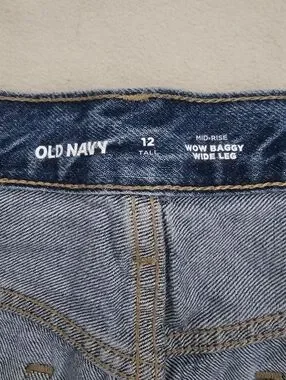 OLD NAVY
12
TALL
MID-RISE
WOW BAGGY
WIDE LEG